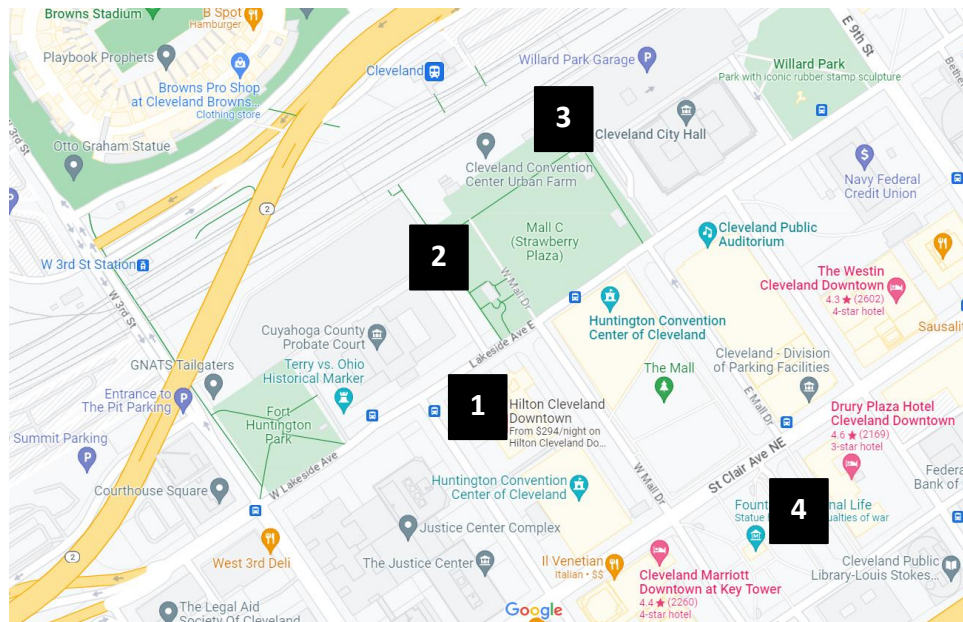 Browns Stadium
B Spot
Hamburger
Playbook Prophets
Browns Pro Shop
at Cleveland Browns...
Clothing store
Otto Graham Statue
W 3rd St
Cleveland
Willard Park Garage
E 9th St
Willard Park
Park with iconic rubber stamp sculpture
3
Cleveland City Hall
Cleveland Convention
Center Urban Farm
Navy Federal
Credit Union
2
W 3rd St Station
2
Mall C
(Strawberry
Plaza)
W Mall Dr
Cleveland Public
Auditorium
The Westin
Cleveland Downtown
4.3 ★ (2602)
4-star hotel
Huntington Convention
Center of Cleveland
Lakeside Ave E
W 3rd St
Cuyahoga County
Probate Court
Terry vs. Ohio
Historical Marker
GNATS Tailgaters
Entrance to
The Pit Parking
Fort
Huntington
Park
1
Hilton Cleveland
Downtown
From $294/night on
Hilton Cleveland Do...
The Mall
Cleveland - Division
of Parking Facilities
E Mall Dr
Drury Plaza Hotel
Cleveland Downtown
4.6 ★ (2169)
3-star hotel
Summit Parking
Courthouse Square
W Lakeside Ave
Huntington Convention
Center of Cleveland
W Mall Dr
St Clair Ave NE
4
Justice Center Complex
The Justice Center
West 3rd Deli
2
Il Venetian
Italian • $$
Cleveland Marriott
Downtown at Key Tower
4.4 ★ (2260)
4-star hotel
Cleveland Public
Library-Louis Stokes...
The Legal Aid
Society Of Cleveland
Google